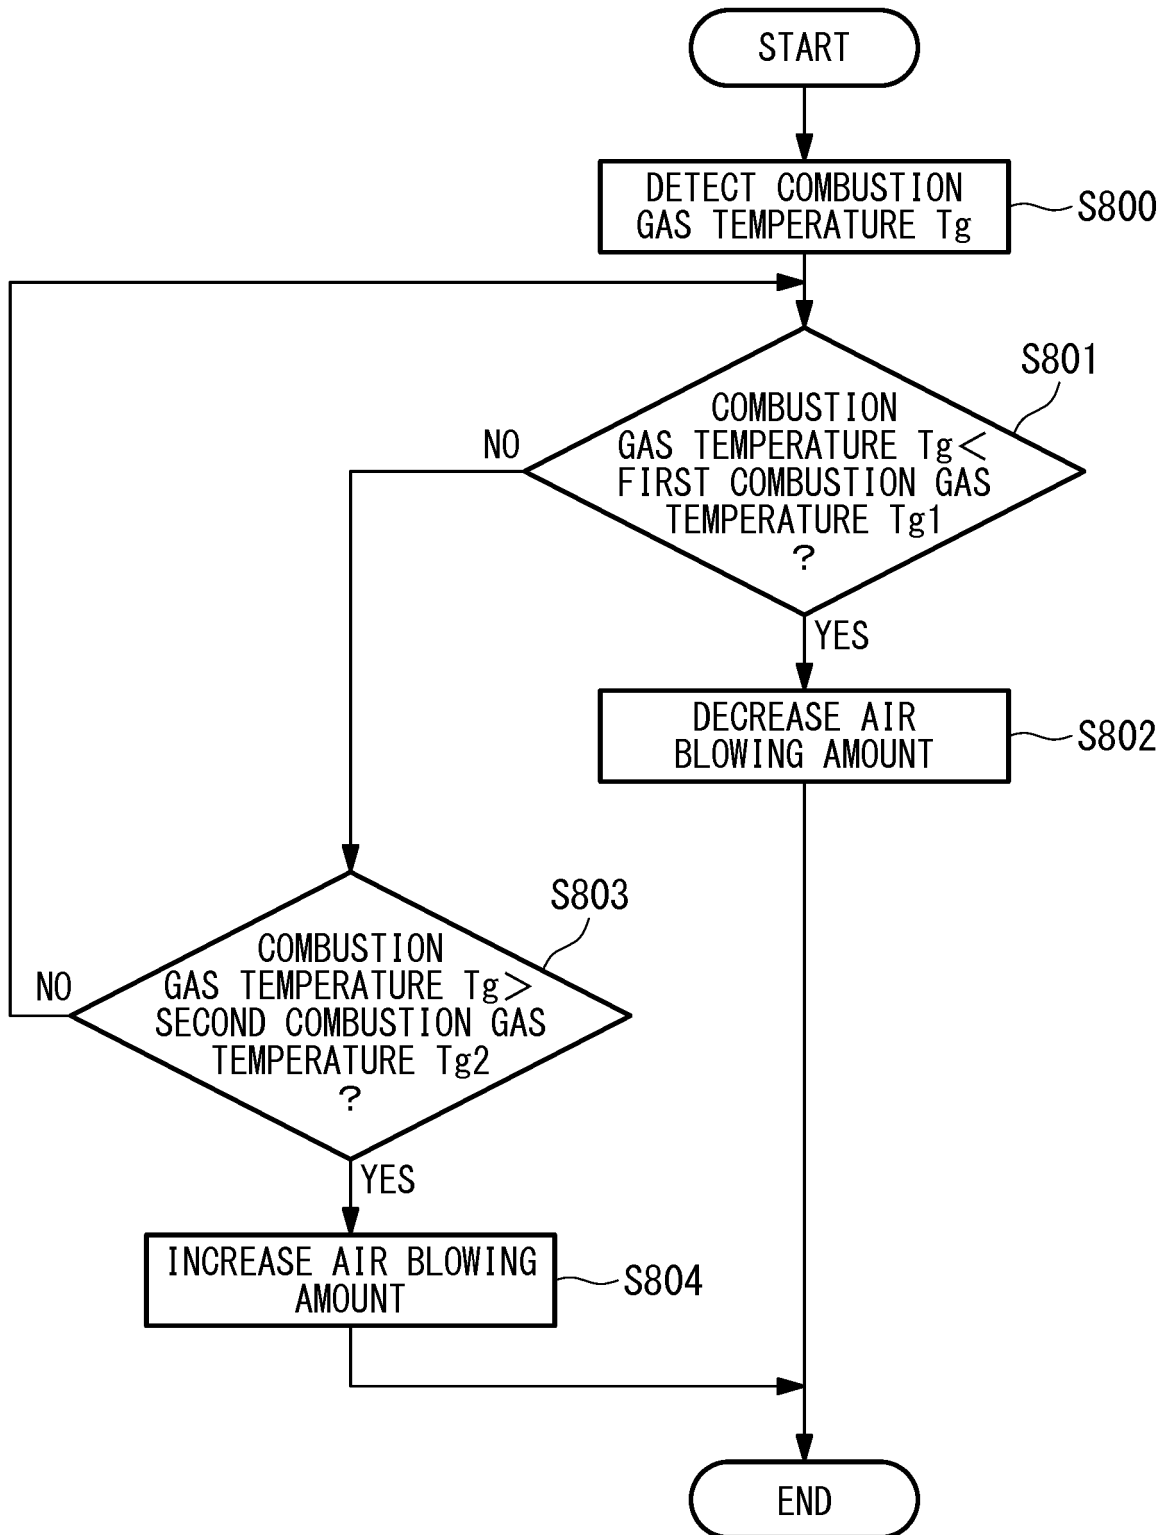 START
DETECT COMBUSTION
GAS TEMPERATURE Tg
S800
S801
COMBUSTION
GAS TEMPERATURE Tg<
FIRST COMBUSTION GAS
TEMPERATURE Tg1
?
NO
YES
DECREASE AIR
BLOWING AMOUNT
S802
S803
COMBUSTION
GAS TEMPERATURE Tg>
SECOND COMBUSTION GAS
TEMPERATURE Tg2
?
NO
YES
INCREASE AIR BLOWING
AMOUNT
S804
END